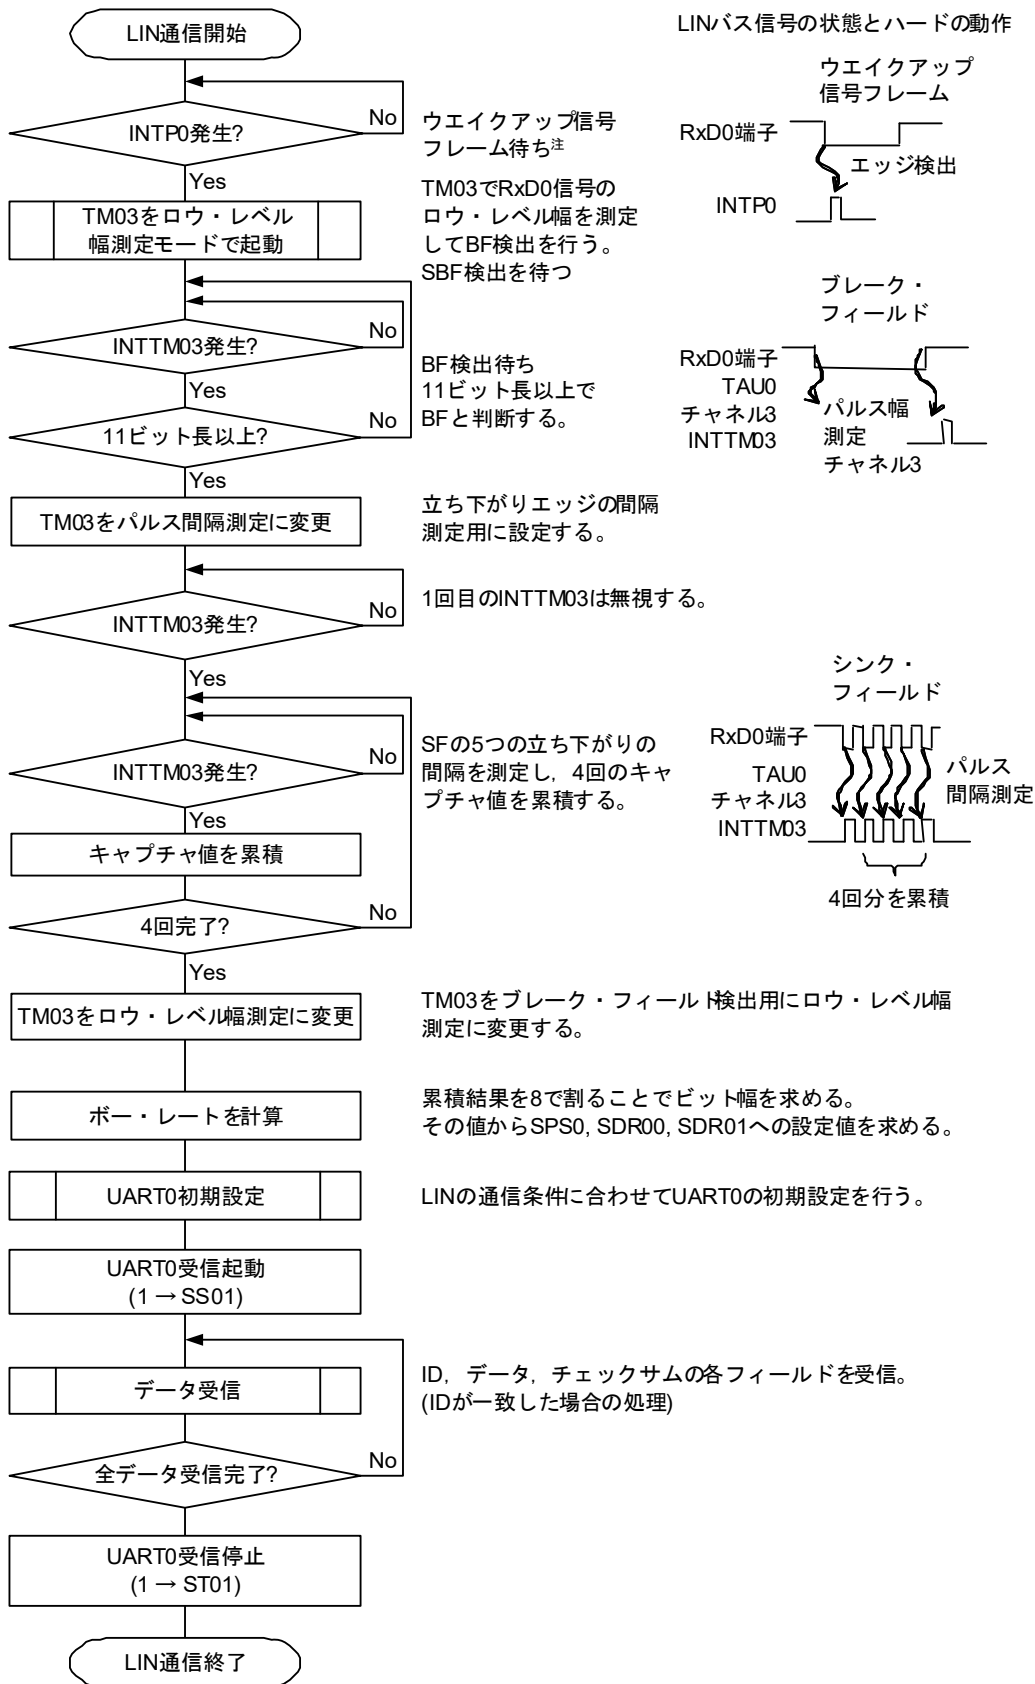 LIN通信開始
LINバス信号の状態とハードの動作
INTP0発生?
No
Yes
ウエイクアップ信号
フレーム待ち注
ウエイクアップ
信号フレーム
RxD0端子
エッジ検出
INTP0
TM03をロウ・レベル
幅測定モードで起動
TM03でRxD0信号の
ロウ・レベル幅を測定
してBF検出を行う。
SBF検出を待つ
INTTM03発生?
No
Yes
11ビット長以上?
No
Yes
BF検出待ち
11ビット長以上で
BFと判断する。
ブレーク・
フィールド
RxD0端子
TAU0
チャネル3
INTTM03
パルス幅
測定
チャネル3
TM03をパルス間隔測定に変更
立ち下がりエッジの間隔
測定用に設定する。
INTTM03発生?
No
Yes
1回目のINTTM03は無視する。
INTTM03発生?
No
Yes
SFの5つの立ち下がりの
間隔を測定し,4回のキャ
プチャ値を累積する。
シンク・
フィールド
RxD0端子
TAU0
チャネル3
INTTM03
パルス
間隔測定
4回分を累積
キャプチャ値を累積
4回完了?
No
Yes
TM03をロウ・レベル幅測定に変更
TM03をブレーク・フィールド検出用にロウ・レベル幅
測定に変更する。
ボー・レートを計算
累積結果を8で割ることでビット幅を求める。
その値からSPS0, SDR00, SDR01への設定値を求める。
UART0初期設定
LINの通信条件に合わせてUART0の初期設定を行う。
UART0受信起動
(1 → SS01)
データ受信
ID,データ,チェックサムの各フィールドを受信。
(IDが一致した場合の処理)
全データ受信完了?
No
UART0受信停止
(1 → ST01)
LIN通信終了